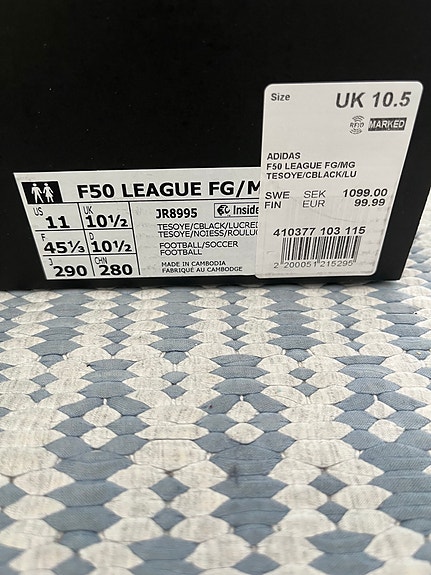 Size UK 10.5
RFID MARKED
ADIDAS
F50 LEAGUE FG/MG
TESOYE/CBLACK/LU
SWE SEK 1099.00
FIN EUR 99.99
410377 103 115
2 200051 215295
F50 LEAGUE FG/M
US 11 UK 10½
F 45⅓ D 10½
J 290 CHN 280
JR8995 Inside
TESOYE/CBLACK/LUCRE
TESOYE/NOIESS/ROULU
FOOTBALL/SOCCER
FOOTBALL
MADE IN CAMBODIA
FABRIQUÉ AU CAMBODGE